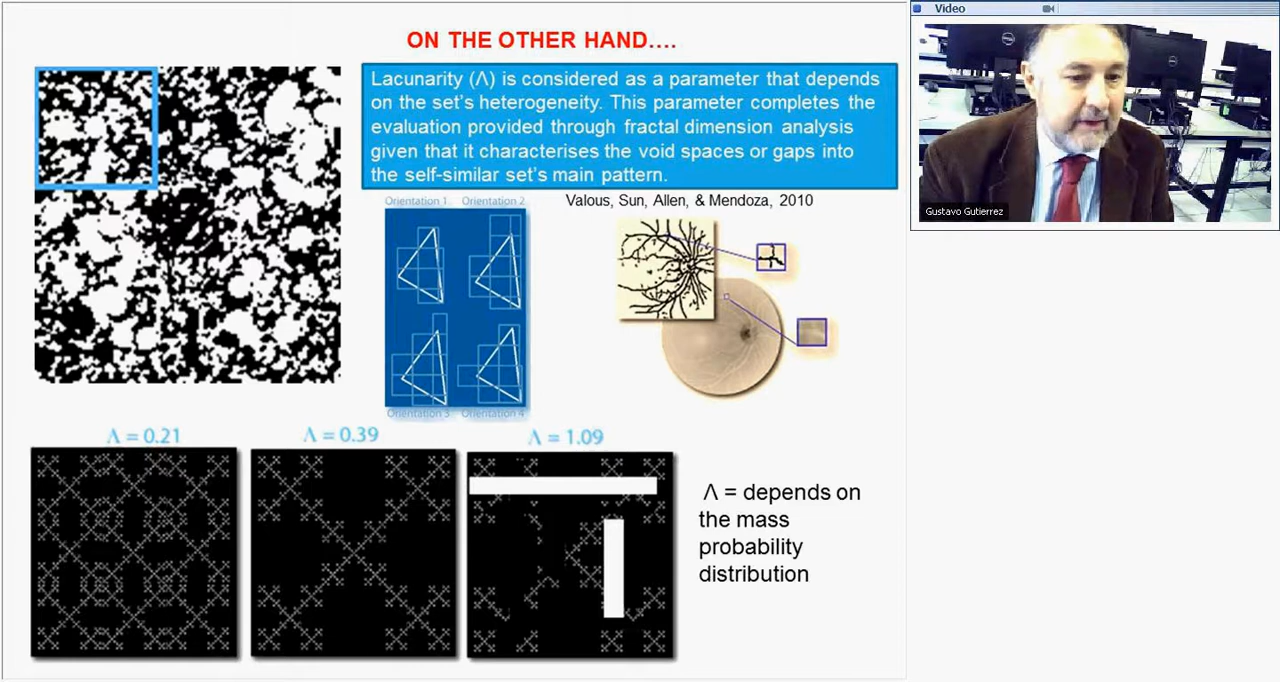 ON THE OTHER HAND....
Lacunarity (Λ) is considered as a parameter that depends
on the set's heterogeneity. This parameter completes the
evaluation provided through fractal dimension analysis
given that it characterises the void spaces or gaps into
the self-similar set's main pattern.
Orientation 1 Orientation 2
Valous, Sun, Allen, & Mendoza, 2010
Orientation 3 Orientation 4
Λ = 0.21
Λ = 0.39
Λ = 1.09
Λ = depends on
the mass
probability
distribution
Video
DELL
Gustavo Gutierrez